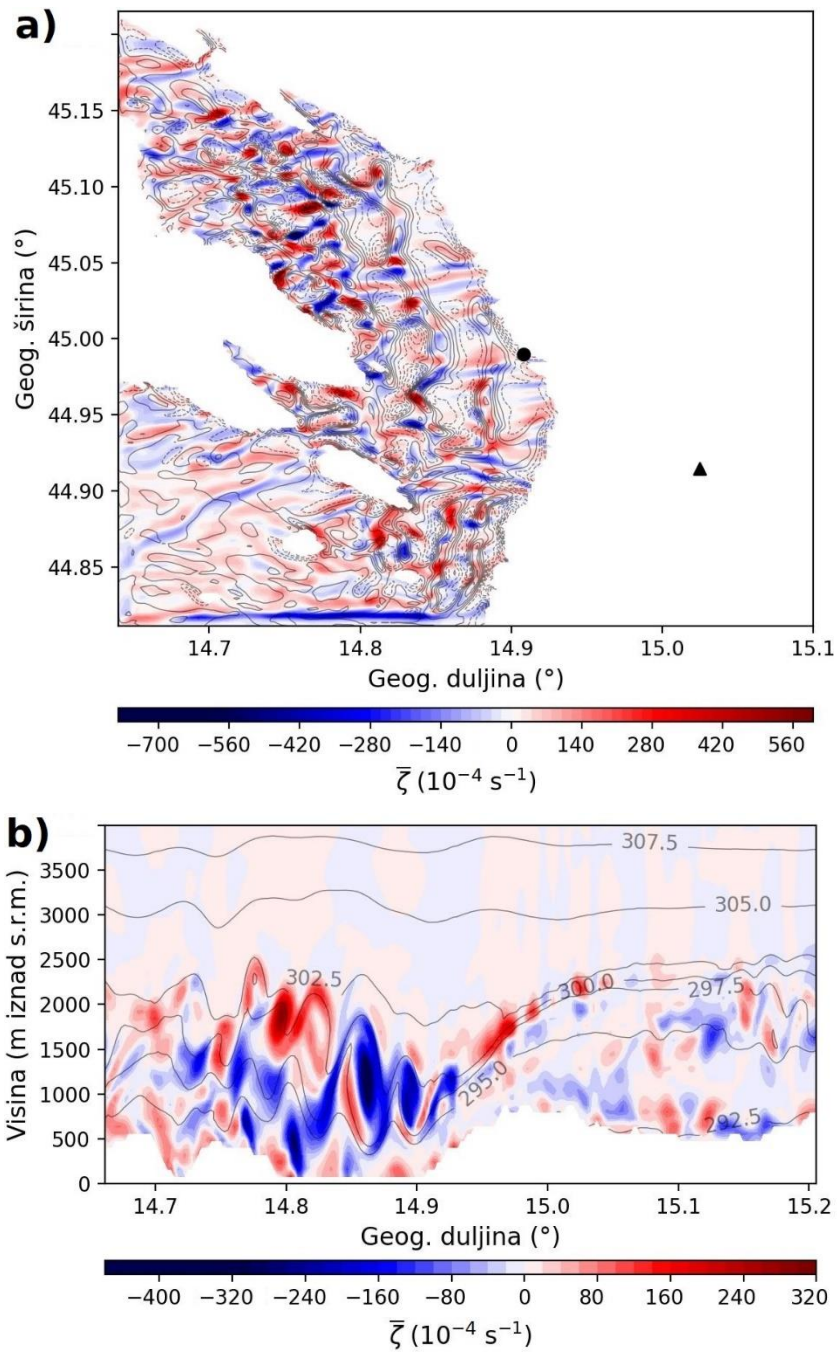 a)
Geog. širina (°)
45.15
45.10
45.05
45.00
44.95
44.90
44.85
14.7 14.8 14.9 15.0 15.1
Geog. duljina (°)
−700 −560 −420 −280 −140 0 140 280 420 560
ζ̅ (10⁻⁴ s⁻¹)
b)
Visina (m iznad s.r.m.)
3500
3000
2500
2000
1500
1000
500
0
307.5
305.0
302.5
300.0
297.5
295.0
292.5
14.7 14.8 14.9 15.0 15.1 15.2
Geog. duljina (°)
−400 −320 −240 −160 −80 0 80 160 240 320
ζ̅ (10⁻⁴ s⁻¹)